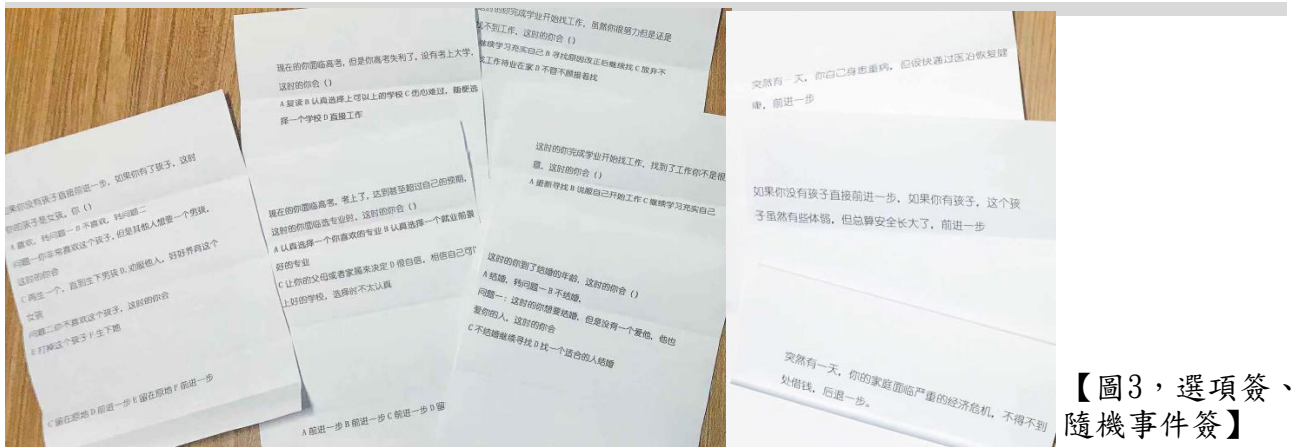 如果你没有孩子直接前进一步，如果你有了孩子，这时
你的孩子是女孩，你（）
A 喜欢，转问题一 B 不喜欢，转问题二
问题一你非常喜欢这个孩子，但是其他人想要一个男孩，
这时的你会
C 再生一个，直到生下男孩 D.劝服他人，好好养育这个
女孩
问题二你不喜欢这个孩子，这时的你会
E 打掉这个孩子 F 生下她
C 留在原地 D 前进一步 E 留在原地 F 前进一步
现在的你面临高考，但是你高考失利了，没有考上大学，
这时的你会（）
A 复读 B 认真选择上可以上的学校 C 伤心难过，随便选
择一个学校 D 直接工作
现在的你面临高考，考上了，达到甚至超过自己的预期，
这时的你面临选专业时，这时的你会（）
A 认真选择一个你喜欢的专业 B 认真选择一个就业前景
好的专业
C 让你的父母或者家属来决定 D 很自信，相信自己可
上好的学校，选择时不太认真
A 前进一步 B 前进一步 C 前进一步 D 留
这时的你完成学业开始找工作，虽然你很努力但是还是
找不到工作，这时的你会（）
继续学习充实自己 B 寻找原因改正后继续找 C 放弃不
找工作待业在家 D 不管不顾接着找
这时的你完成学业开始找工作，找到了工作你不是很
意，这时的你会（）
A 重新寻找 B 说服自己开始工作 C 继续学习充实自己
这时的你到了结婚的年龄，这时的你会（）
A 结婚，转问题一 B 不结婚，
问题一：这时的你想要结婚，但是没有一个爱他，他也
爱你的人，这时的你会
C 不结婚继续寻找 D 找一个适合的人结婚
突然有一天，你自己身患重病，但很快通过医治恢复健
康，前进一步
如果你没有孩子直接前进一步，如果你有孩子，这个孩
子虽然有些体弱，但总算安全长大了，前进一步
突然有一天，你的家庭面临严重的经济危机，不得不到
处借钱，后退一步。
【圖3，選項簽、
隨機事件簽】